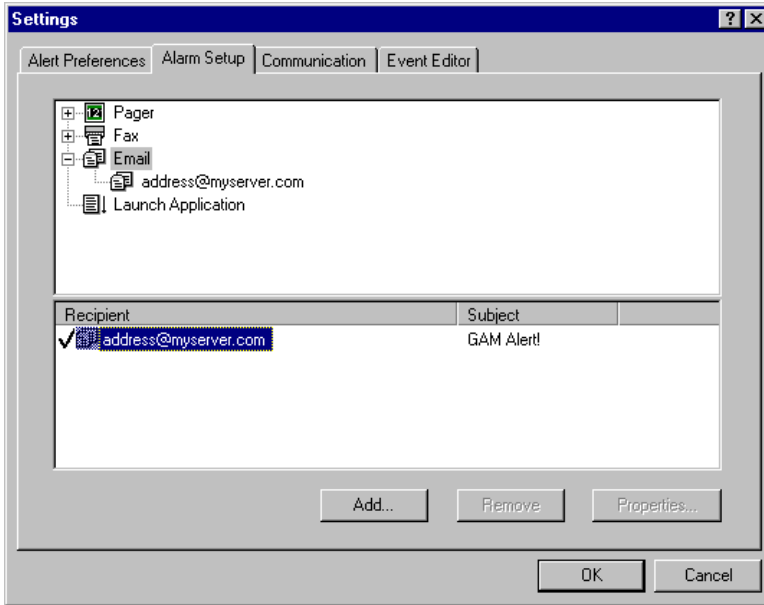 Settings
Alert Preferences Alarm Setup Communication Event Editor
12 Pager
Fax
Email
address@myserver.com
Launch Application
Recipient Subject
address@myserver.com GAM Alert!
Add... Remove Properties...
OK Cancel